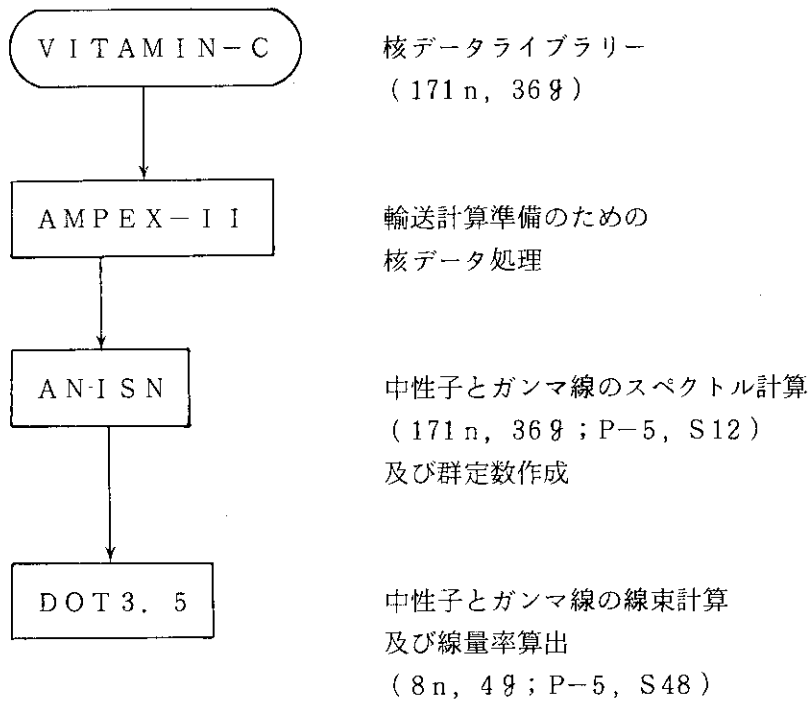 VITAMIN-C
核データライブラリー
(171n, 36g)
AMPEX-II
輸送計算準備のための
核データ処理
AN-ISN
中性子とガンマ線のスペクトル計算
(171n, 36g;P-5, S12)
及び群定数作成
DOT3.5
中性子とガンマ線の線束計算
及び線量率算出
(8n, 4g;P-5, S48)